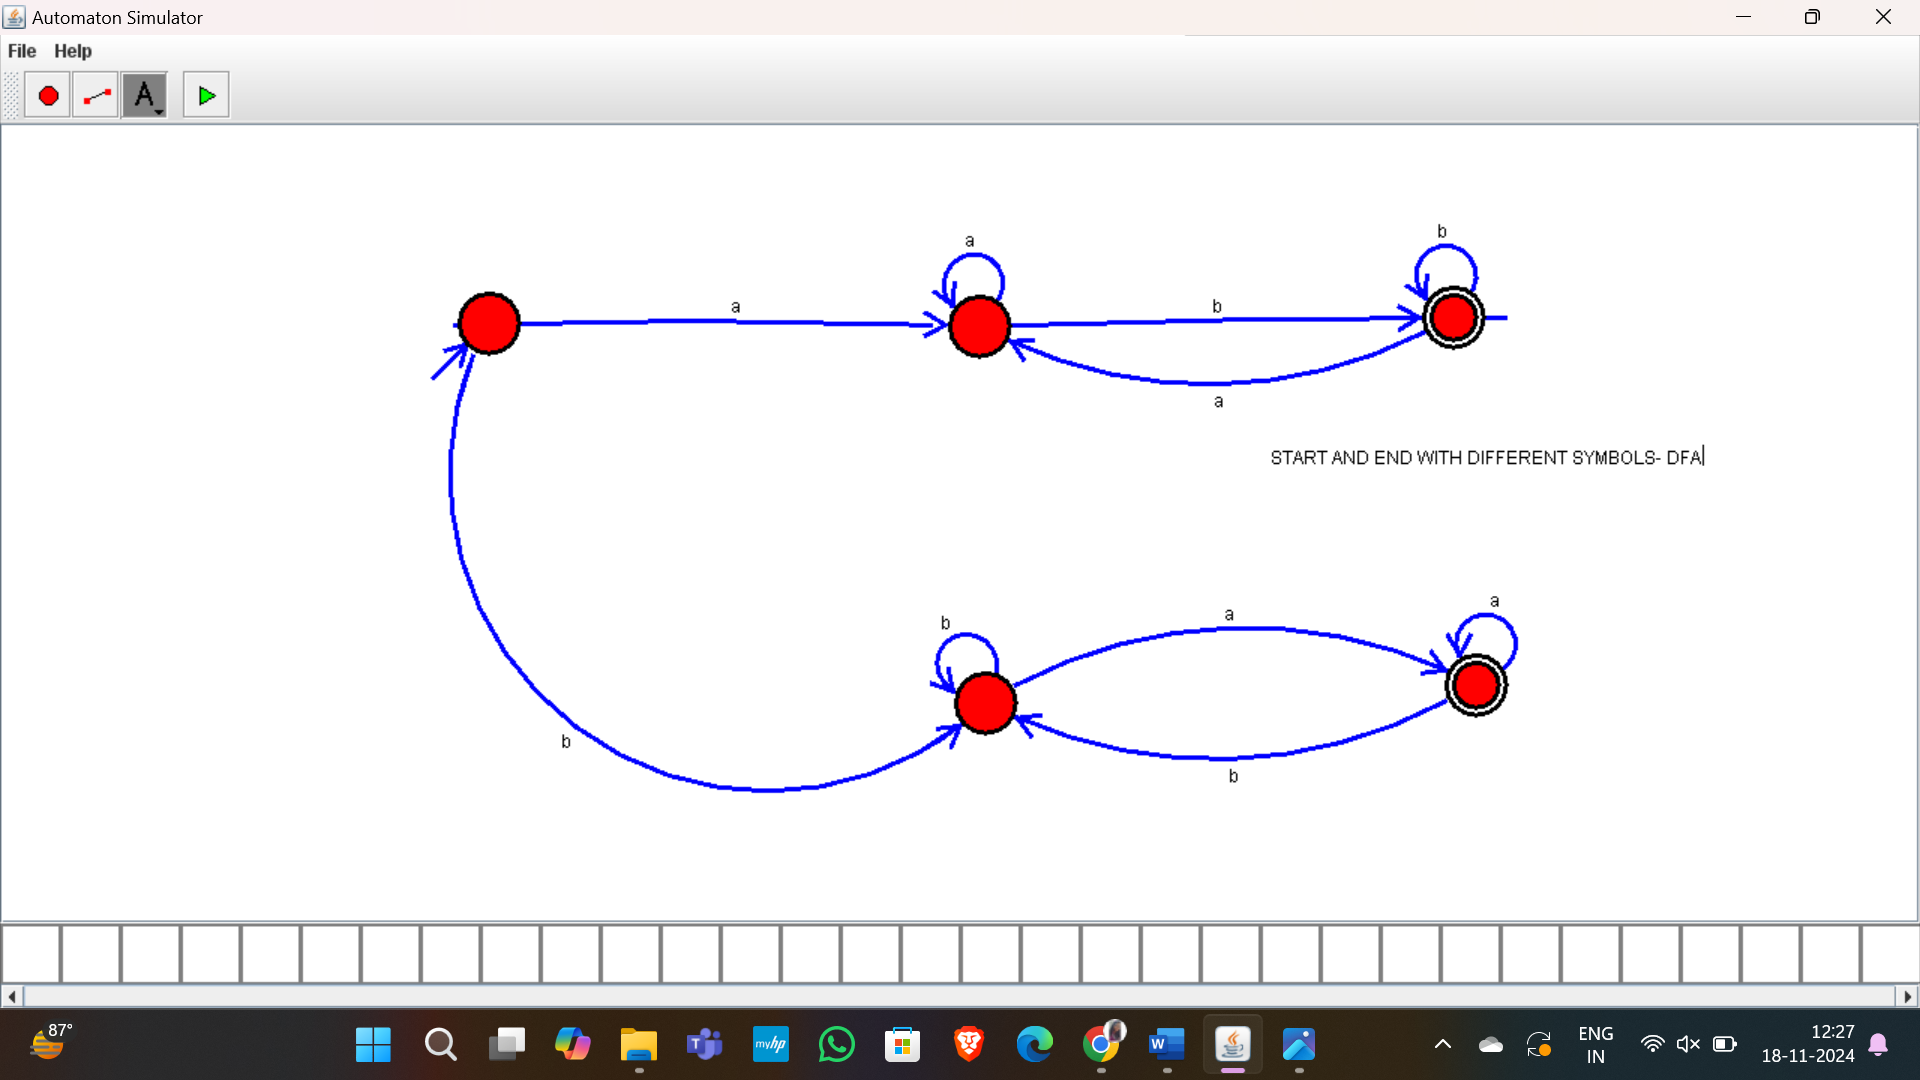 Automaton Simulator
File Help
A
a
b
a
b
a
START AND END WITH DIFFERENT SYMBOLS- DFA
a
a
b
b
b
87°
myhp
T
W
ENG
IN
12:27
18-11-2024